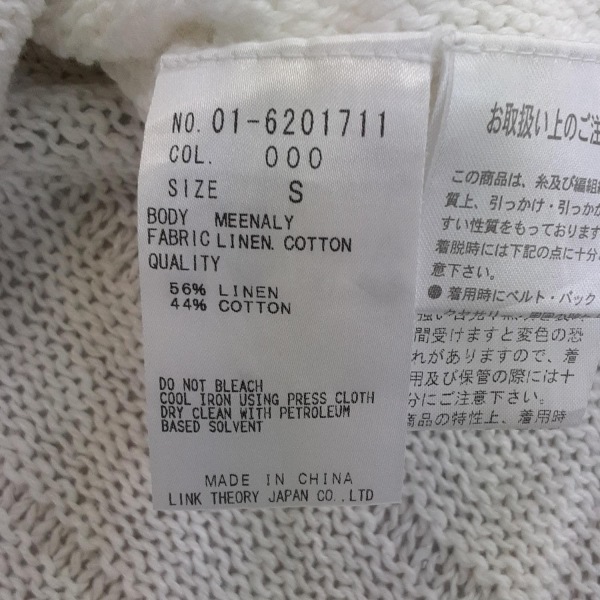 NO. 01-6201711
COL. 000
SIZE S
BODY MEENALY
FABRIC LINEN. COTTON
QUALITY
56% LINEN
44% COTTON
DO NOT BLEACH
COOL IRON USING PRESS CLOTH
DRY CLEAN WITH PETROLEUM
BASED SOLVENT
MADE IN CHINA
LINK THEORY JAPAN CO.,LTD
お取扱い上のご注
この商品は、糸及び編組
質上、引っかけ・引っか
すい性質をもっております
着脱時には下記の点に十分
意下さい。
● 着用時にベルト・バック
間受けますと変色の恐
れがありますので、着
用及び保管の際には十
分にご注意下さい。
商品の特性上、着用時